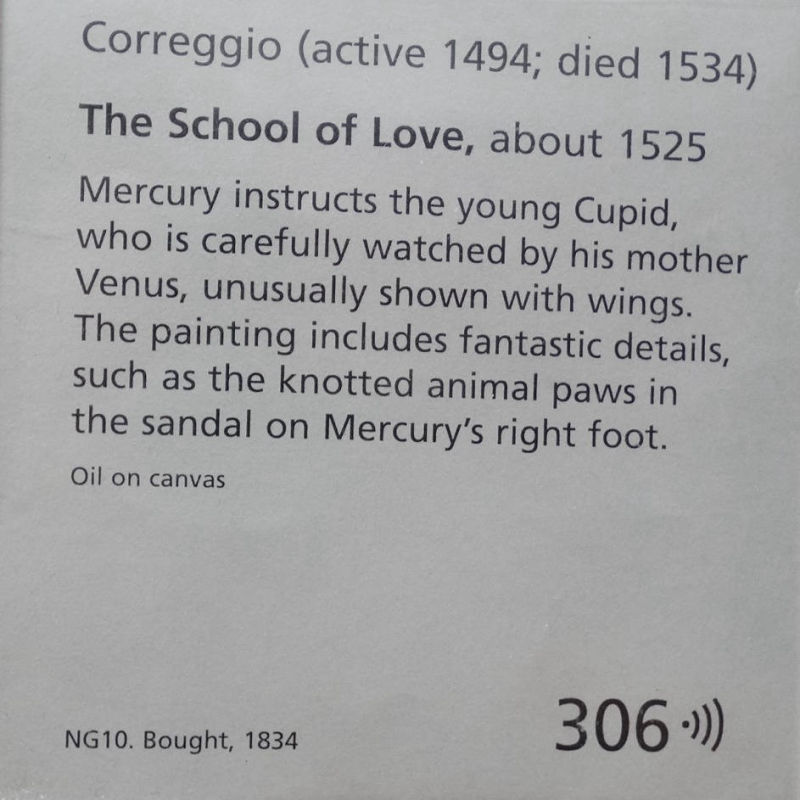 Correggio (active 1494; died 1534)
The School of Love, about 1525
Mercury instructs the young Cupid,
who is carefully watched by his mother
Venus, unusually shown with wings.
The painting includes fantastic details,
such as the knotted animal paws in
the sandal on Mercury's right foot.
Oil on canvas
NG10. Bought, 1834
306